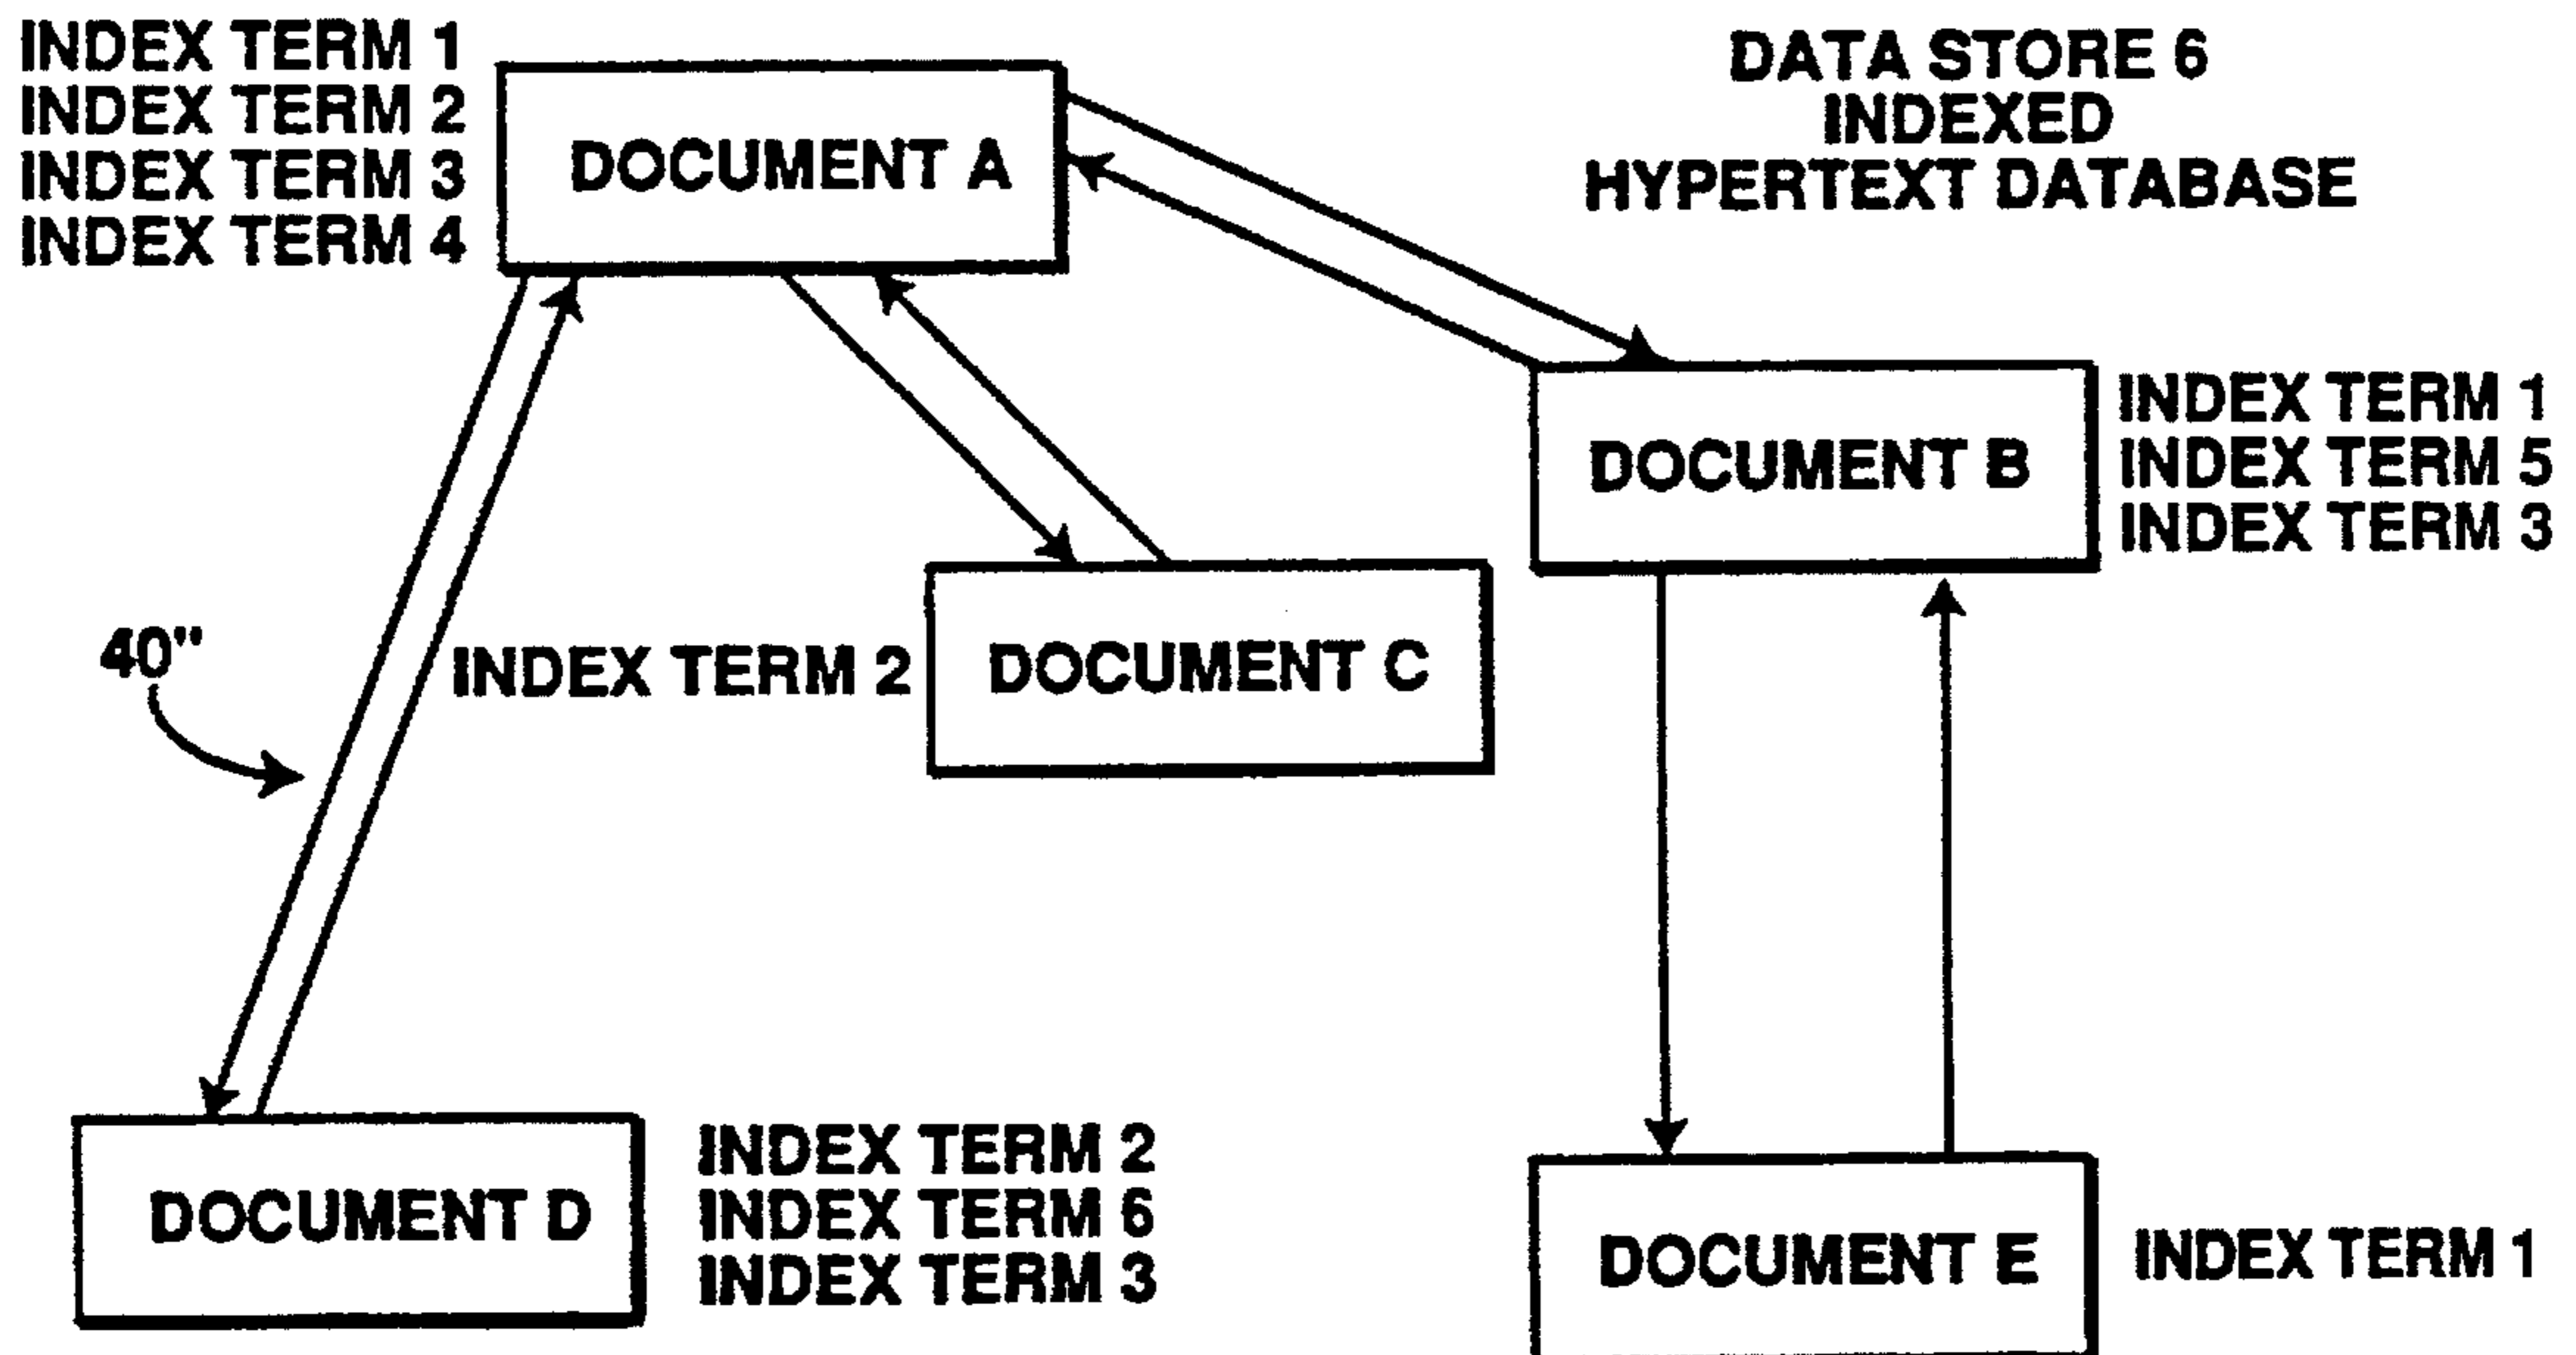 INDEX TERM 1
INDEX TERM 2
INDEX TERM 3
INDEX TERM 4
DOCUMENT A
DATA STORE 6
INDEXED
HYPERTEXT DATABASE
DOCUMENT B
INDEX TERM 1
INDEX TERM 5
INDEX TERM 3
40"
INDEX TERM 2
DOCUMENT C
DOCUMENT D
INDEX TERM 2
INDEX TERM 6
INDEX TERM 3
DOCUMENT E
INDEX TERM 1